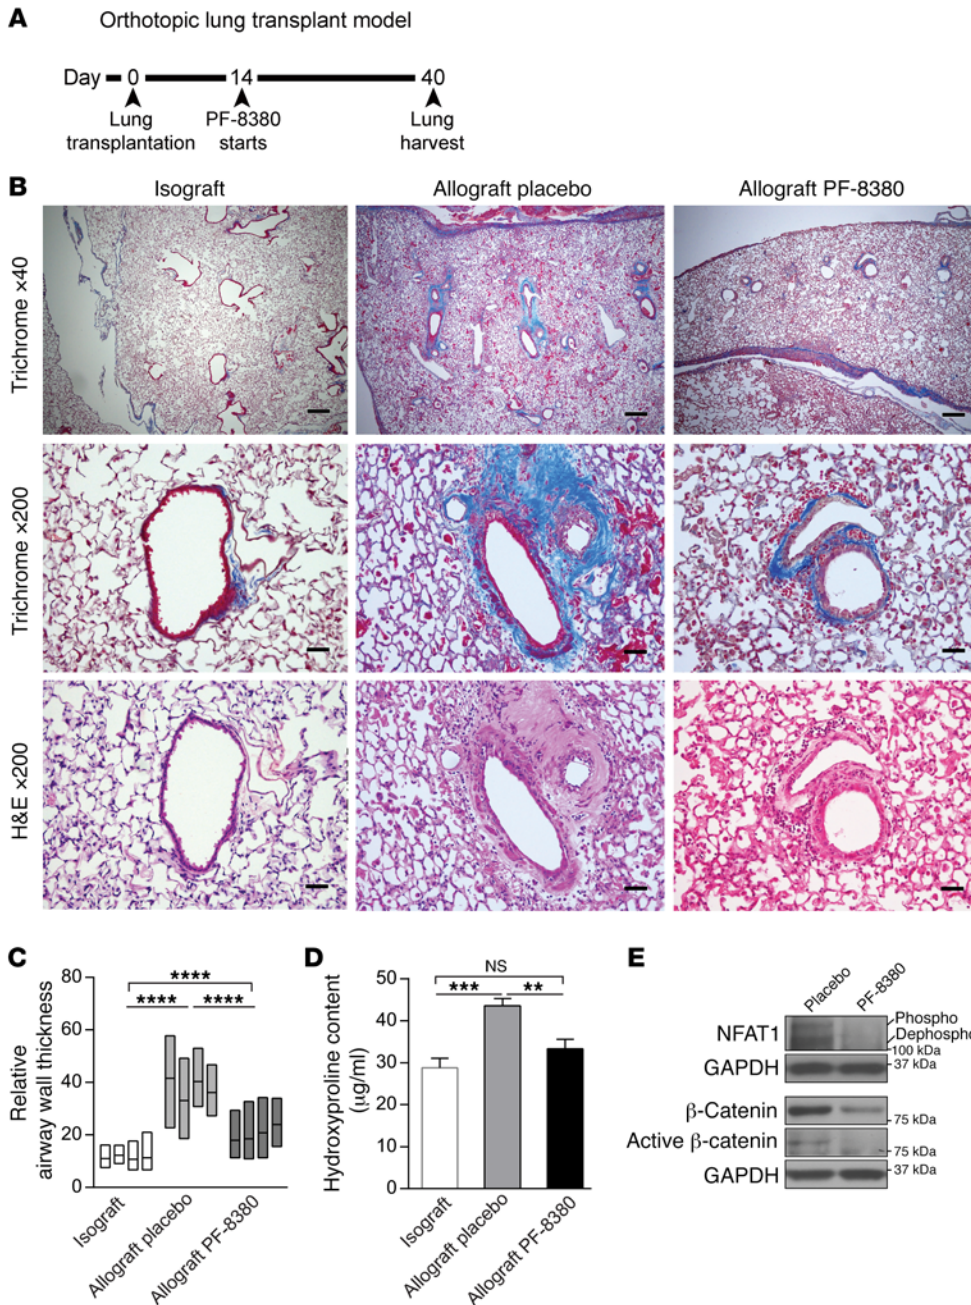 A
Orthotopic lung transplant model
Day 0 14 40
Lung transplantation
PF-8380 starts
Lung harvest
B
Isograft Allograft placebo Allograft PF-8380
Trichrome ×40
Trichrome ×200
H&E ×200
C
Relative airway wall thickness
80
60
40
20
0
****
**** ****
Isograft
Allograft placebo
Allograft PF-8380
D
Hydroxyproline content (µg/ml)
50
40
30
20
10
0
NS
*** **
Isograft
Allograft placebo
Allograft PF-8380
E
Placebo PF-8380
NFAT1
Phospho
Dephospho
100 kDa
GAPDH 37 kDa
β-Catenin 75 kDa
Active β-catenin 75 kDa
GAPDH 37 kDa